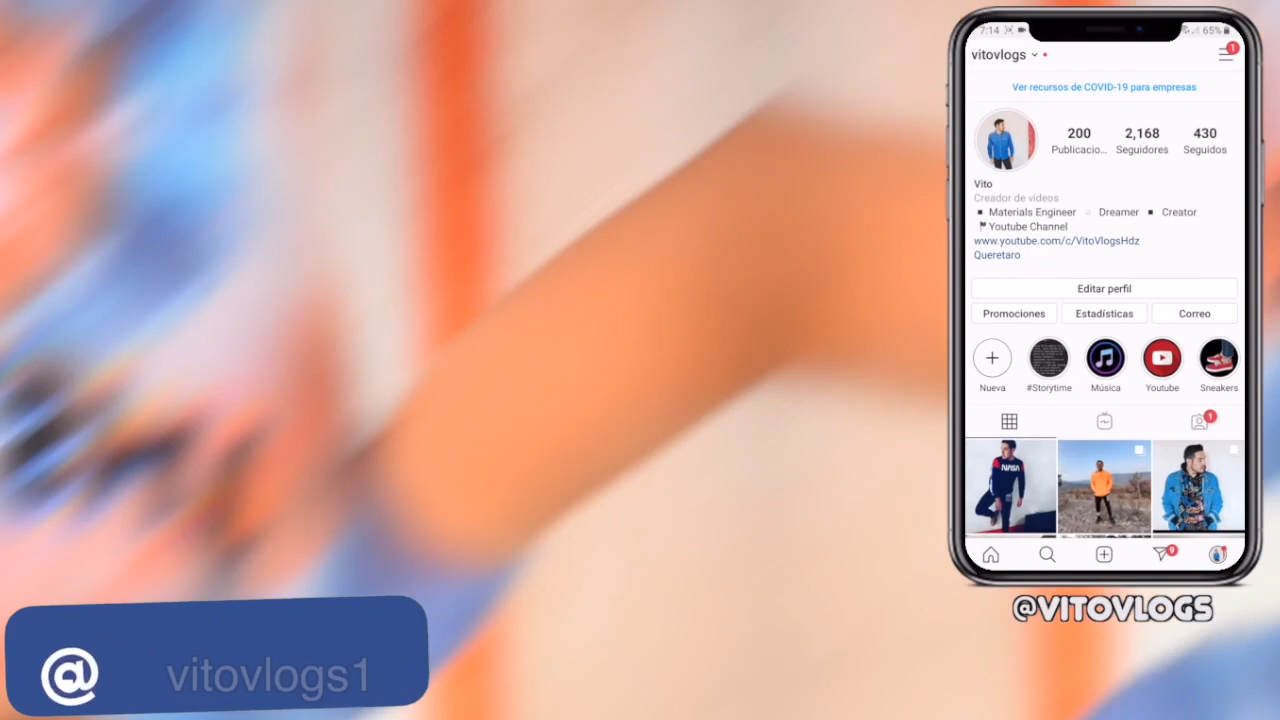 7:14 65%
vitovlogs
1
Ver recursos de COVID-19 para empresas
200 2,168 430
Publicacio... Seguidores Seguidos
Vito
Creador de videos
Materials Engineer Dreamer Creator
Youtube Channel
www.youtube.com/c/VitoVlogsHdz
Queretaro
Editar perfil
Promociones Estadísticas Correo
Nueva #Storytime Música Youtube Sneakers
1
NASA
9
@VITOVLOGS
@ vitovlogs1